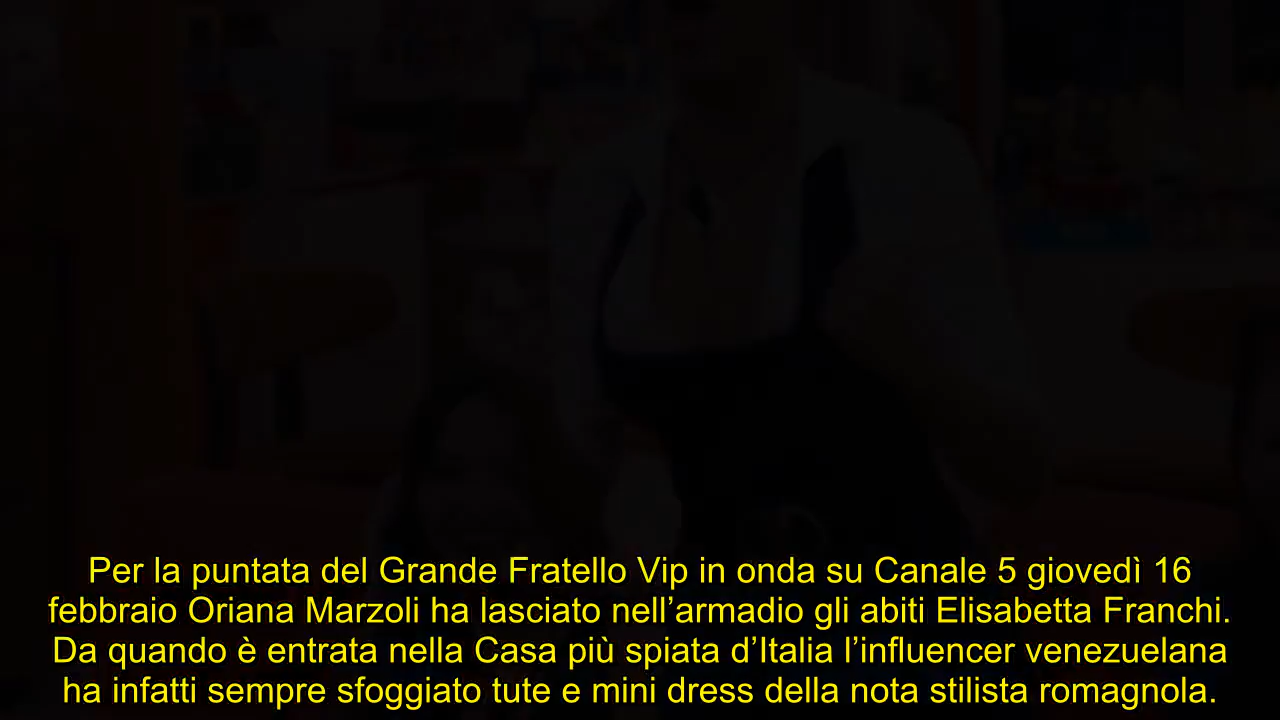 Per la puntata del Grande Fratello Vip in onda su Canale 5 giovedì 16
febbraio Oriana Marzoli ha lasciato nell’armadio gli abiti Elisabetta Franchi.
Da quando è entrata nella Casa più spiata d’Italia l’influencer venezuelana
ha infatti sempre sfoggiato tute e mini dress della nota stilista romagnola.